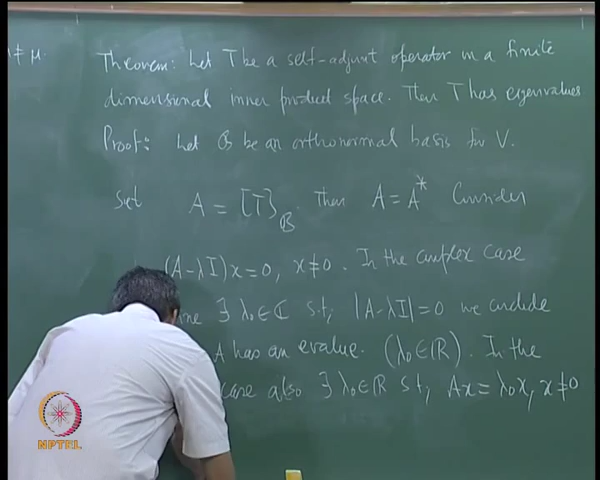 ≠ μ.
Theorem: Let T be a self-adjoint operator in a finite
dimensional inner product space. Then T has eigenvalues
Proof: Let B be an orthonormal basis for V.
Set A = [T]_B. Then A = A* Consider
(A-λI)x=0, x≠0. In the complex case
∃ λ₀∈ℂ s.t, |A-λI|=0 we conclude
A has an evalue. (λ₀∈ℝ). In the
case also ∃ λ₀∈ℝ s.t, Ax=λ₀x, x≠0
NPTEL